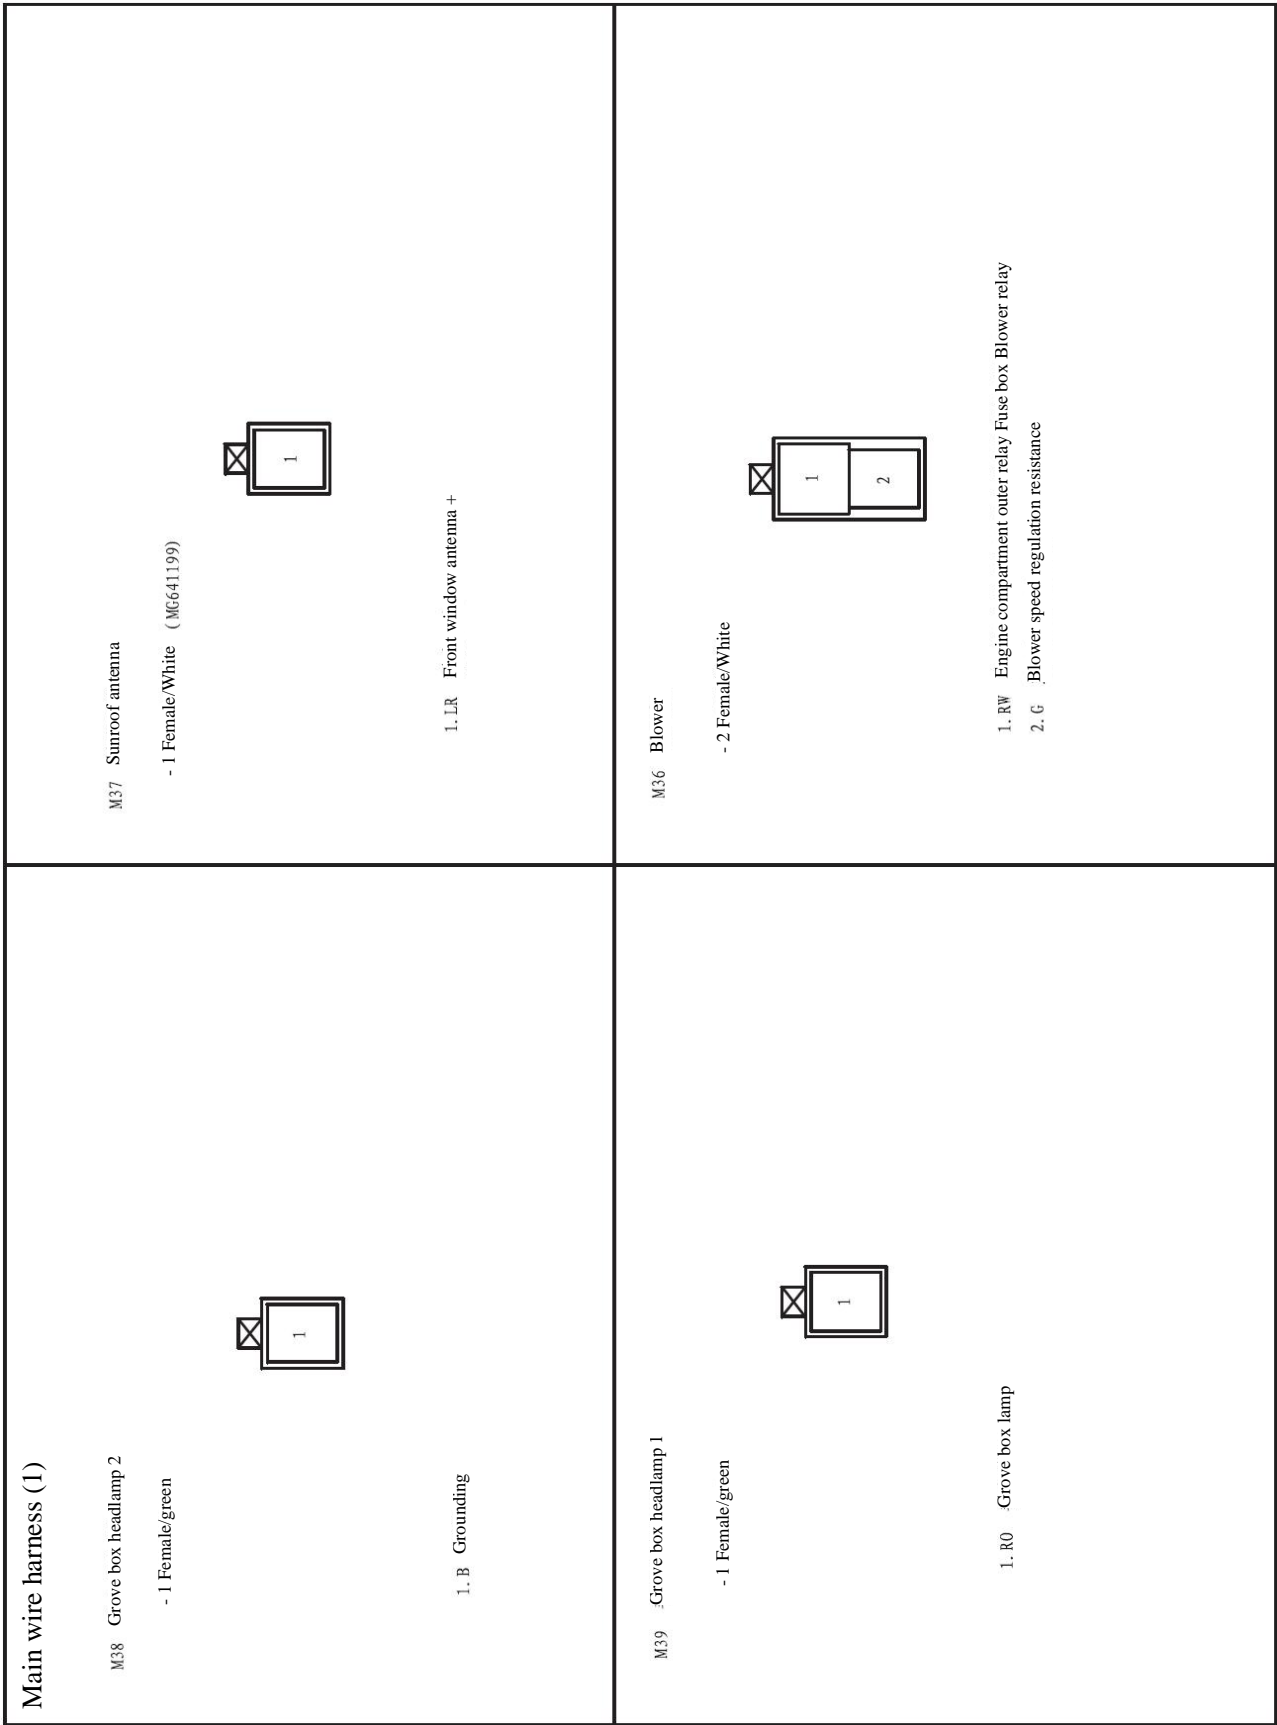 Main wire harness (1)
M38 Grove box headlamp 2
- 1 Female/green
1
1. B Grounding
M37 Sunroof antenna
- 1 Female/White (MG641199)
1
1. LR Front window antenna +
M39 Grove box headlamp 1
- 1 Female/green
1
1. RO Grove box lamp
M36 Blower
- 2 Female/White
1
2
1. RW Engine compartment outer relay Fuse box Blower relay
2. G Blower speed regulation resistance